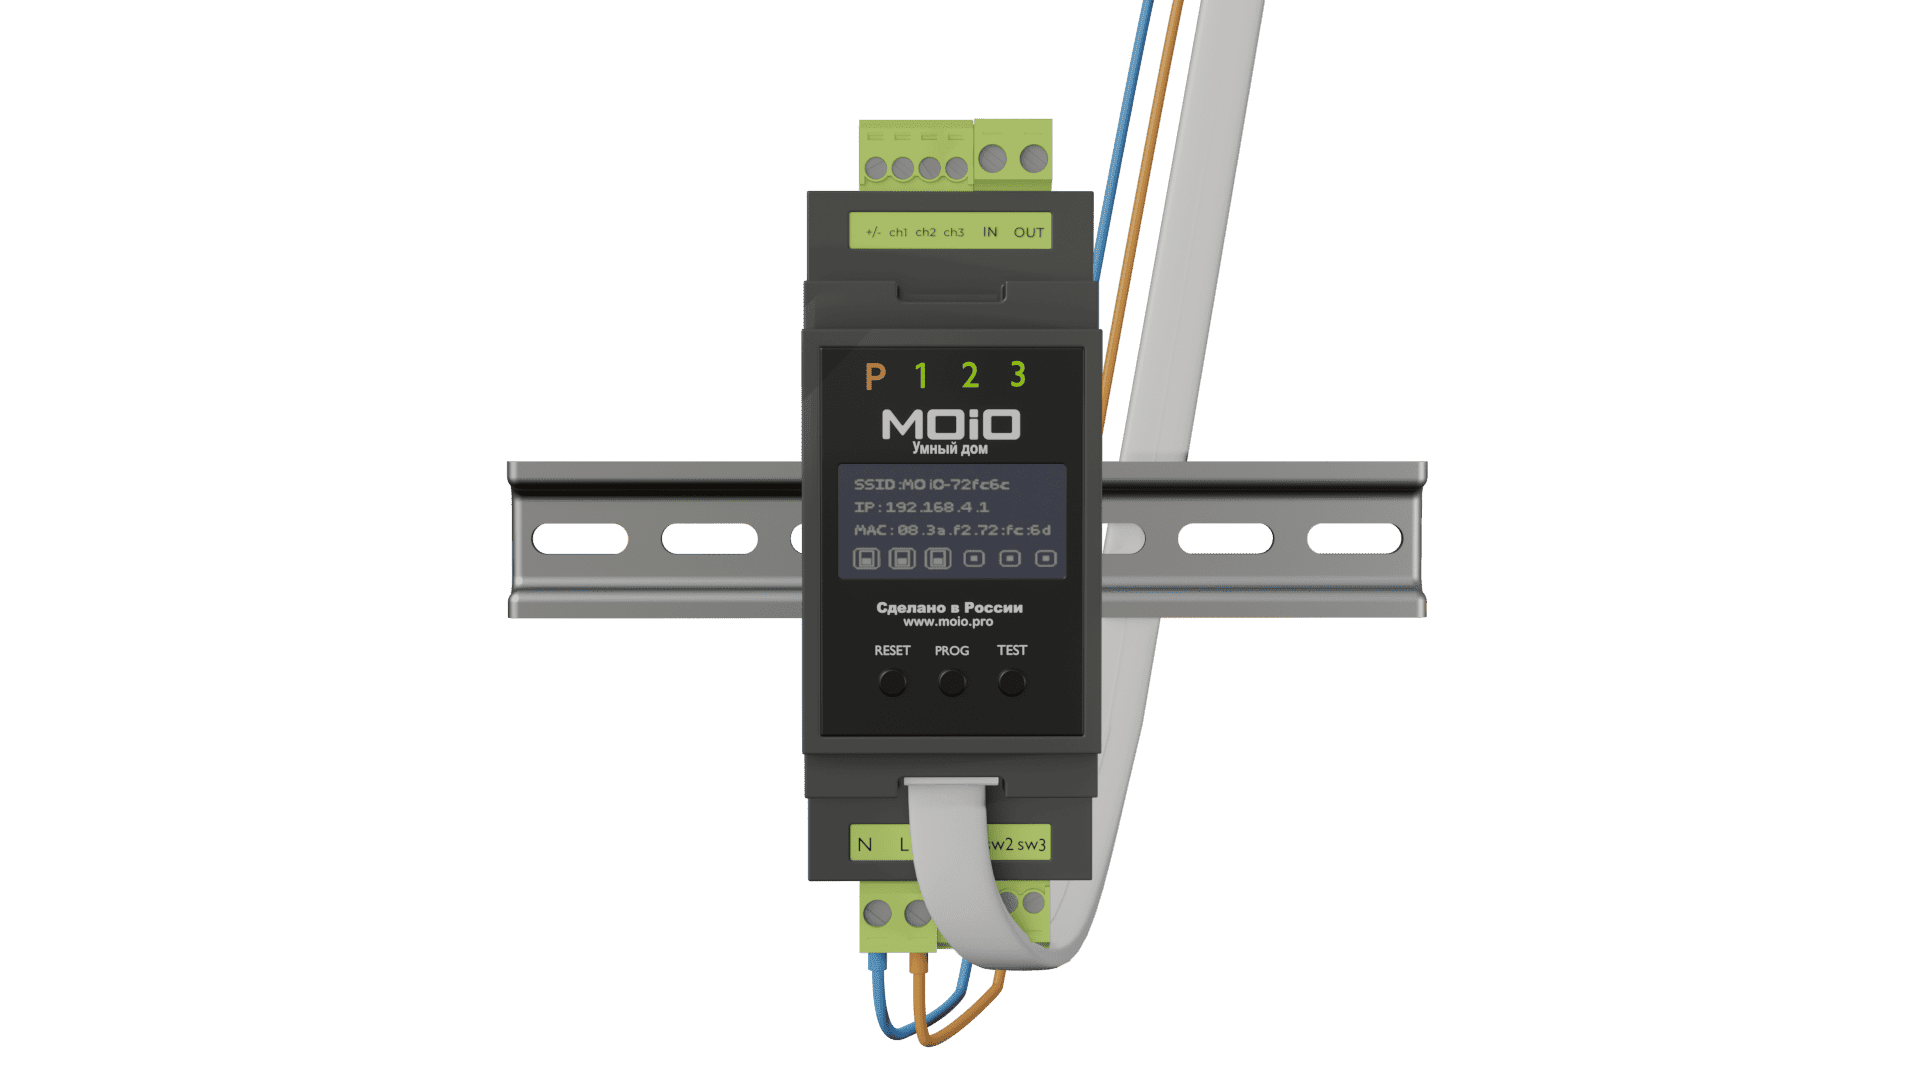 +/- ch1 ch2 ch3 IN OUT
P 1 2 3
MOiO
Умный дом
SSID:MOiO-72fc6c
IP:192.168.4.1
MAC:08.3a.f2.72:fc:6d
Сделано в России
www.moio.pro
RESET PROG TEST
N L sw2 sw3